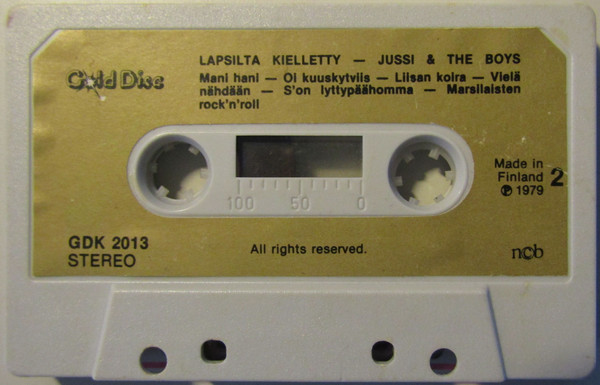 Gold Disc
LAPSILTA KIELLETTY — JUSSI & THE BOYS
Mani hani — Oi kuuskytviis — Liisan koira — Vielä
nähdään — S'on lyttypäähomma — Marsilaisten
rock'n'roll
Made in
Finland 2
℗ 1979
100 50 0
GDK 2013
STEREO
All rights reserved.
ncb